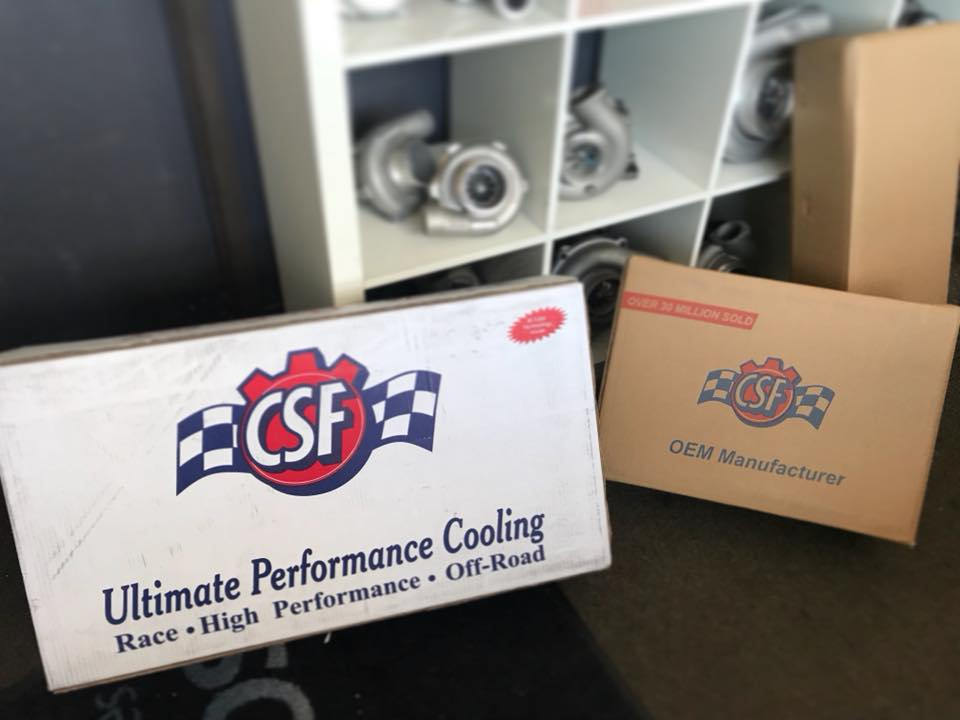 CSF
Ultimate Performance Cooling
Race • High Performance • Off-Road
OVER 30 MILLION SOLD
CSF
OEM Manufacturer